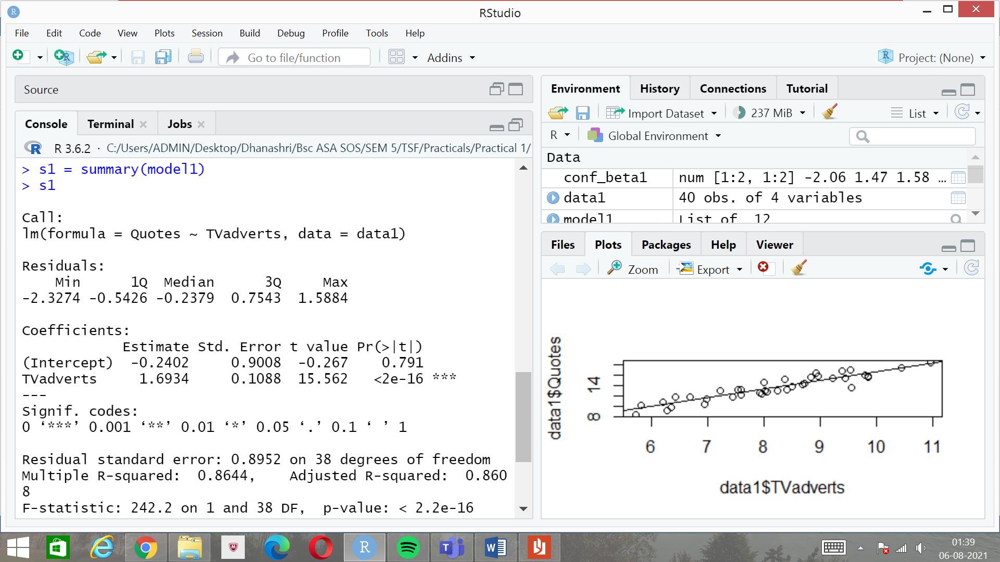 RStudio
File Edit Code View Plots Session Build Debug Profile Tools Help
Go to file/function Addins Project: (None)
Source
Console Terminal Jobs
R 3.6.2 · C:/Users/ADMIN/Desktop/Dhanashri/Bsc ASA SOS/SEM 5/TSF/Practicals/Practical 1/
> s1 = summary(model1)
> s1
Call:
lm(formula = Quotes ~ TVadverts, data = data1)
Residuals:
Min 1Q Median 3Q Max
-2.3274 -0.5426 -0.2379 0.7543 1.5884
Coefficients:
Estimate Std. Error t value Pr(>|t|)
(Intercept) -0.2402 0.9008 -0.267 0.791
TVadverts 1.6934 0.1088 15.562 <2e-16 ***
---
Signif. codes:
0 ‘***’ 0.001 ‘**’ 0.01 ‘*’ 0.05 ‘.’ 0.1 ‘ ’ 1
Residual standard error: 0.8952 on 38 degrees of freedom
Multiple R-squared: 0.8644, Adjusted R-squared: 0.860
8
F-statistic: 242.2 on 1 and 38 DF, p-value: < 2.2e-16
Environment History Connections Tutorial
Import Dataset 237 MiB List
R Global Environment
Data
conf_beta1 num [1:2, 1:2] -2.06 1.47 1.58 ...
data1 40 obs. of 4 variables
model1 List of 12
Files Plots Packages Help Viewer
Zoom Export
data1$Quotes
14
8
6 7 8 9 10 11
data1$TVadverts
01:39
06-08-2021